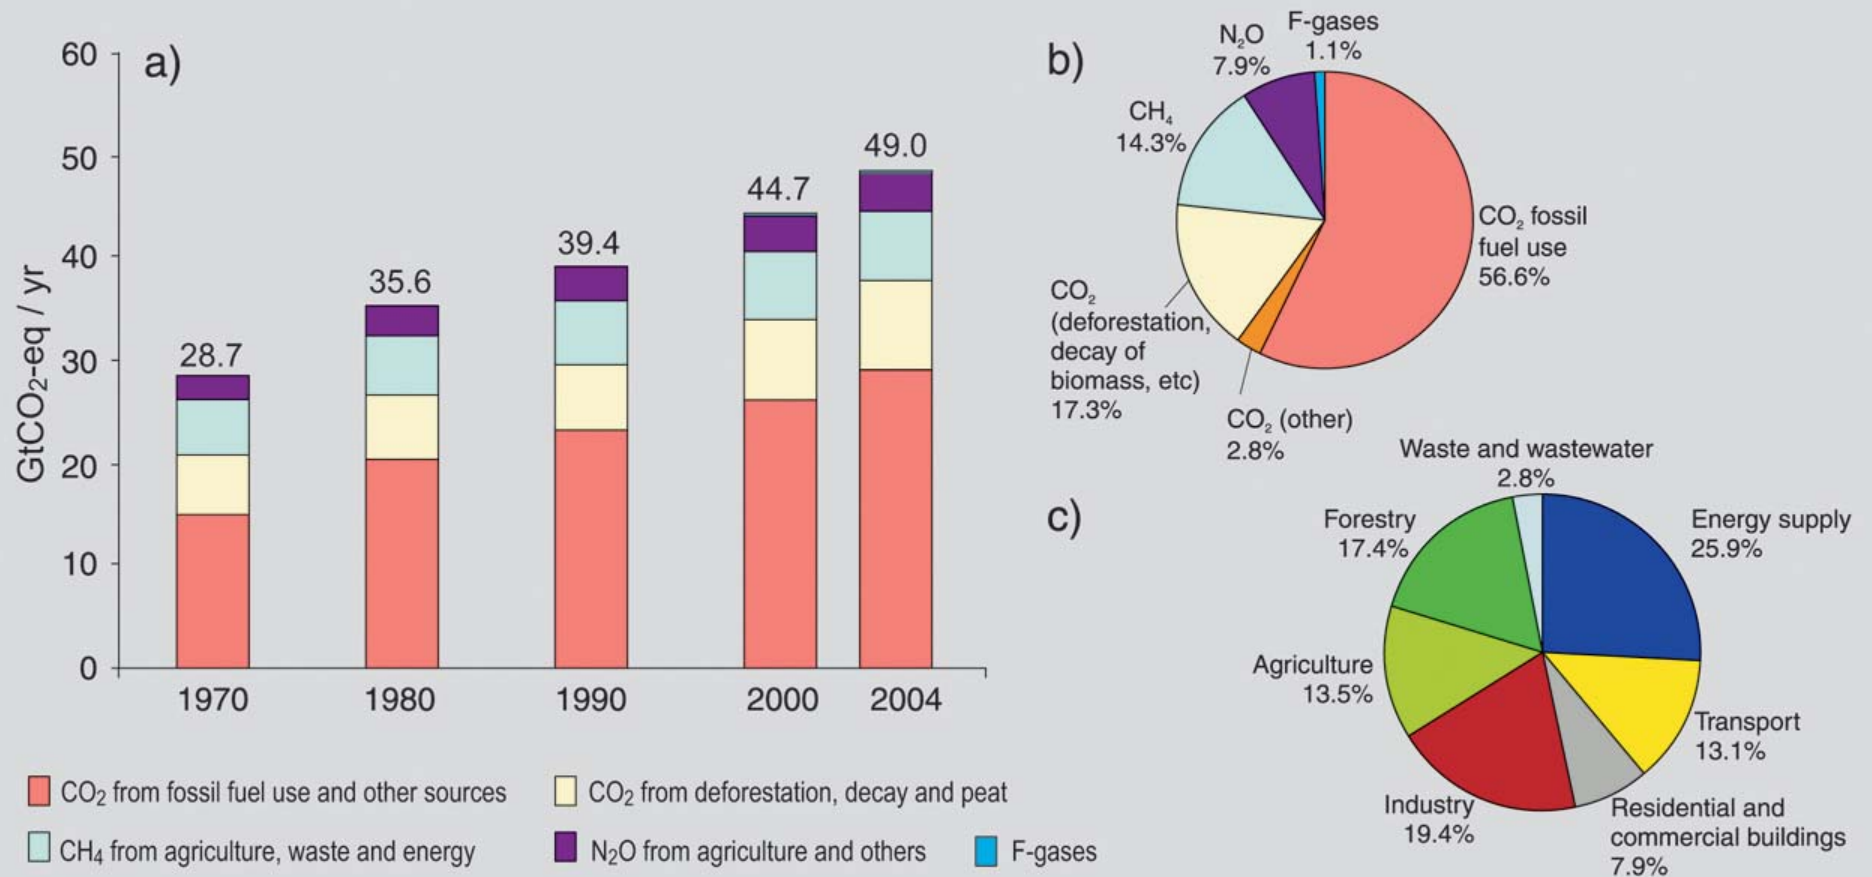 a)
60
50
40
30
20
10
0
GtCO₂-eq / yr
28.7
35.6
39.4
44.7
49.0
1970
1980
1990
2000
2004
CO₂ from fossil fuel use and other sources
CO₂ from deforestation, decay and peat
CH₄ from agriculture, waste and energy
N₂O from agriculture and others
F-gases
b)
F-gases
1.1%
N₂O
7.9%
CH₄
14.3%
CO₂ fossil
fuel use
56.6%
CO₂
(deforestation,
decay of
biomass, etc)
17.3%
CO₂ (other)
2.8%
c)
Waste and wastewater
2.8%
Forestry
17.4%
Energy supply
25.9%
Agriculture
13.5%
Transport
13.1%
Industry
19.4%
Residential and
commercial buildings
7.9%